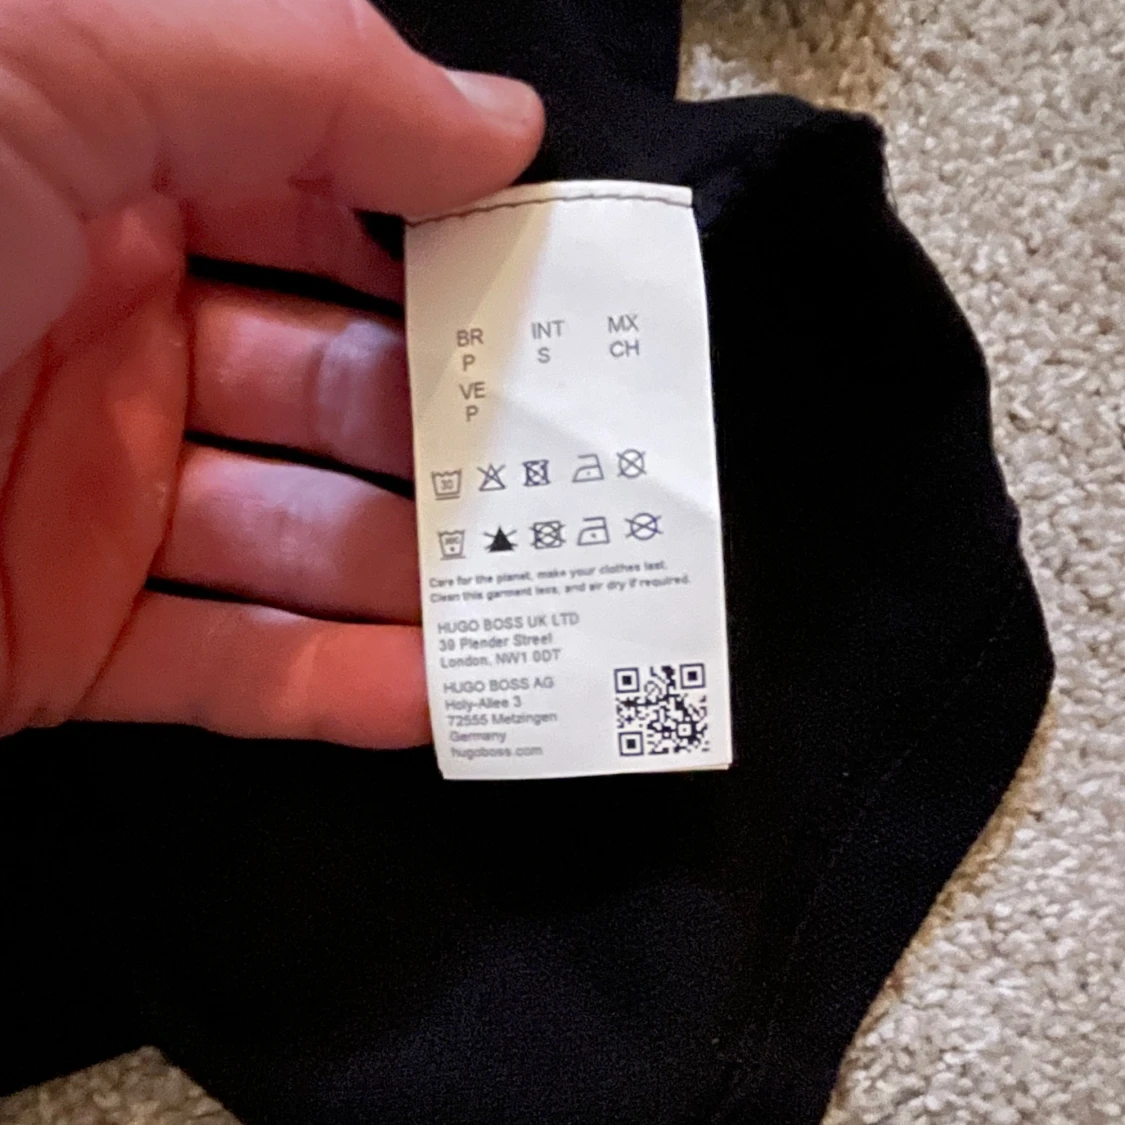 BR INT MX
P S CH
VE
P
30
Care for the planet, make your clothes last.
Clean this garment less, and air dry if required.
HUGO BOSS UK LTD
39 Plender Street
London, NW1 0DT
HUGO BOSS AG
Holy-Allee 3
72555 Metzingen
Germany
hugoboss.com